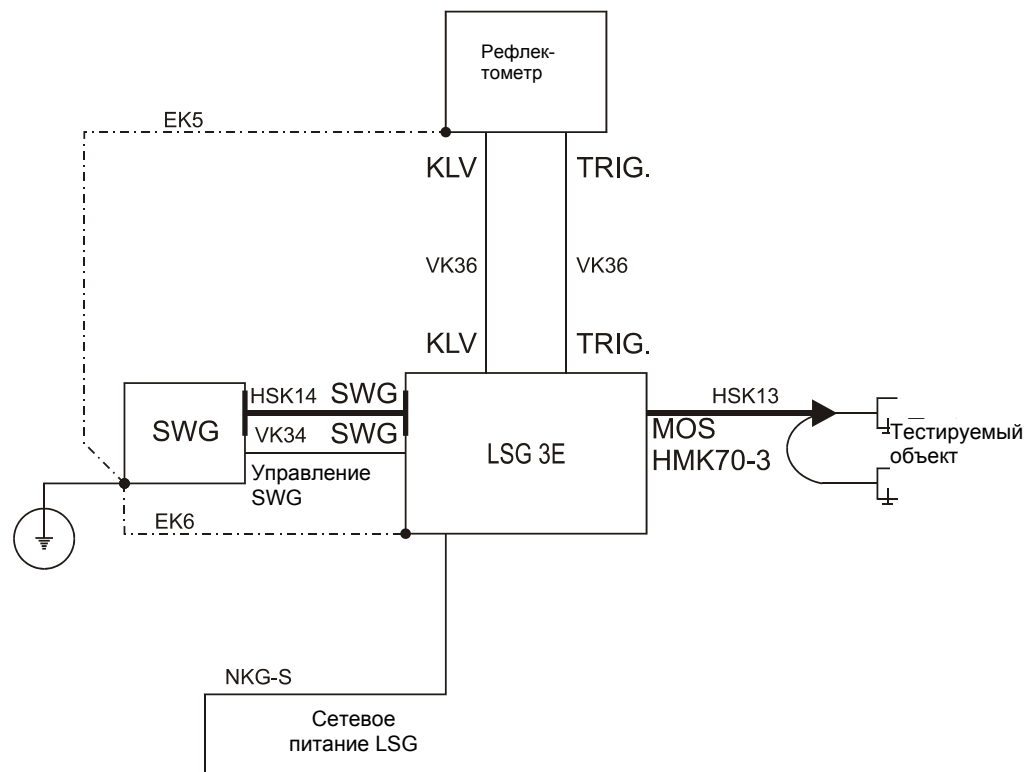 Рефлек-
тометр
EK5
KLV
TRIG.
VK36
VK36
KLV
TRIG.
HSK14
SWG
HSK13
SWG
VK34
SWG
LSG 3E
MOS
HMK70-3
Тестируемый
объект
Управление
SWG
EK6
NKG-S
Сетевое
питание LSG